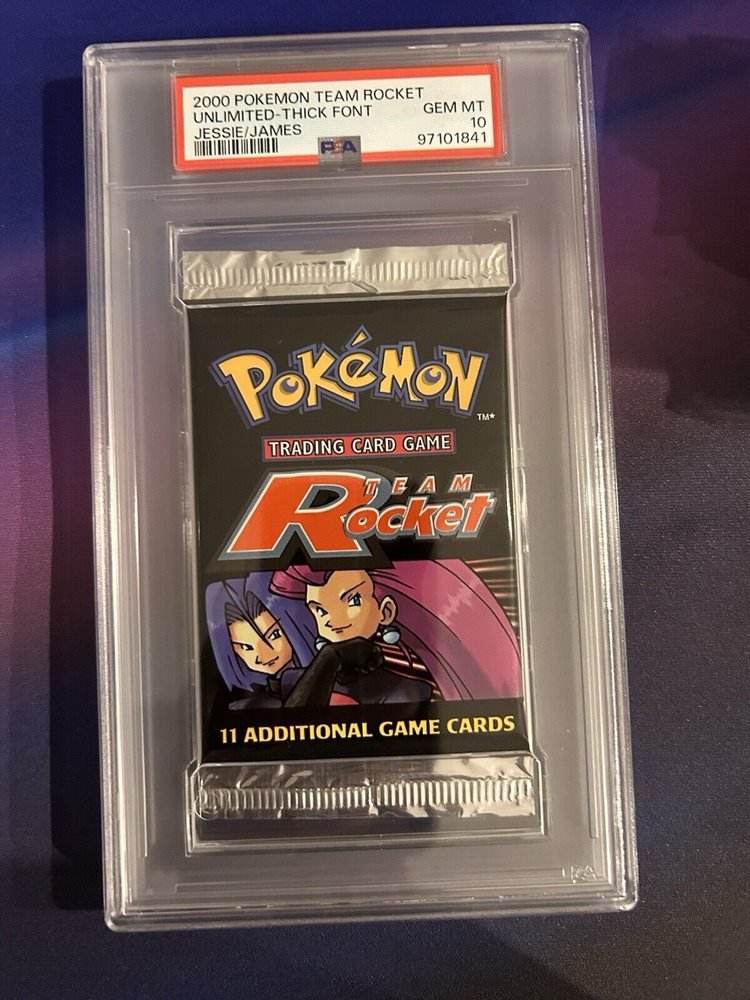 2000 POKEMON TEAM ROCKET
UNLIMITED-THICK FONT GEM MT
JESSIE/JAMES 10
PSA 97101841
POKéMON
TM*
TRADING CARD GAME
TEAM
Rocket
11 ADDITIONAL GAME CARDS